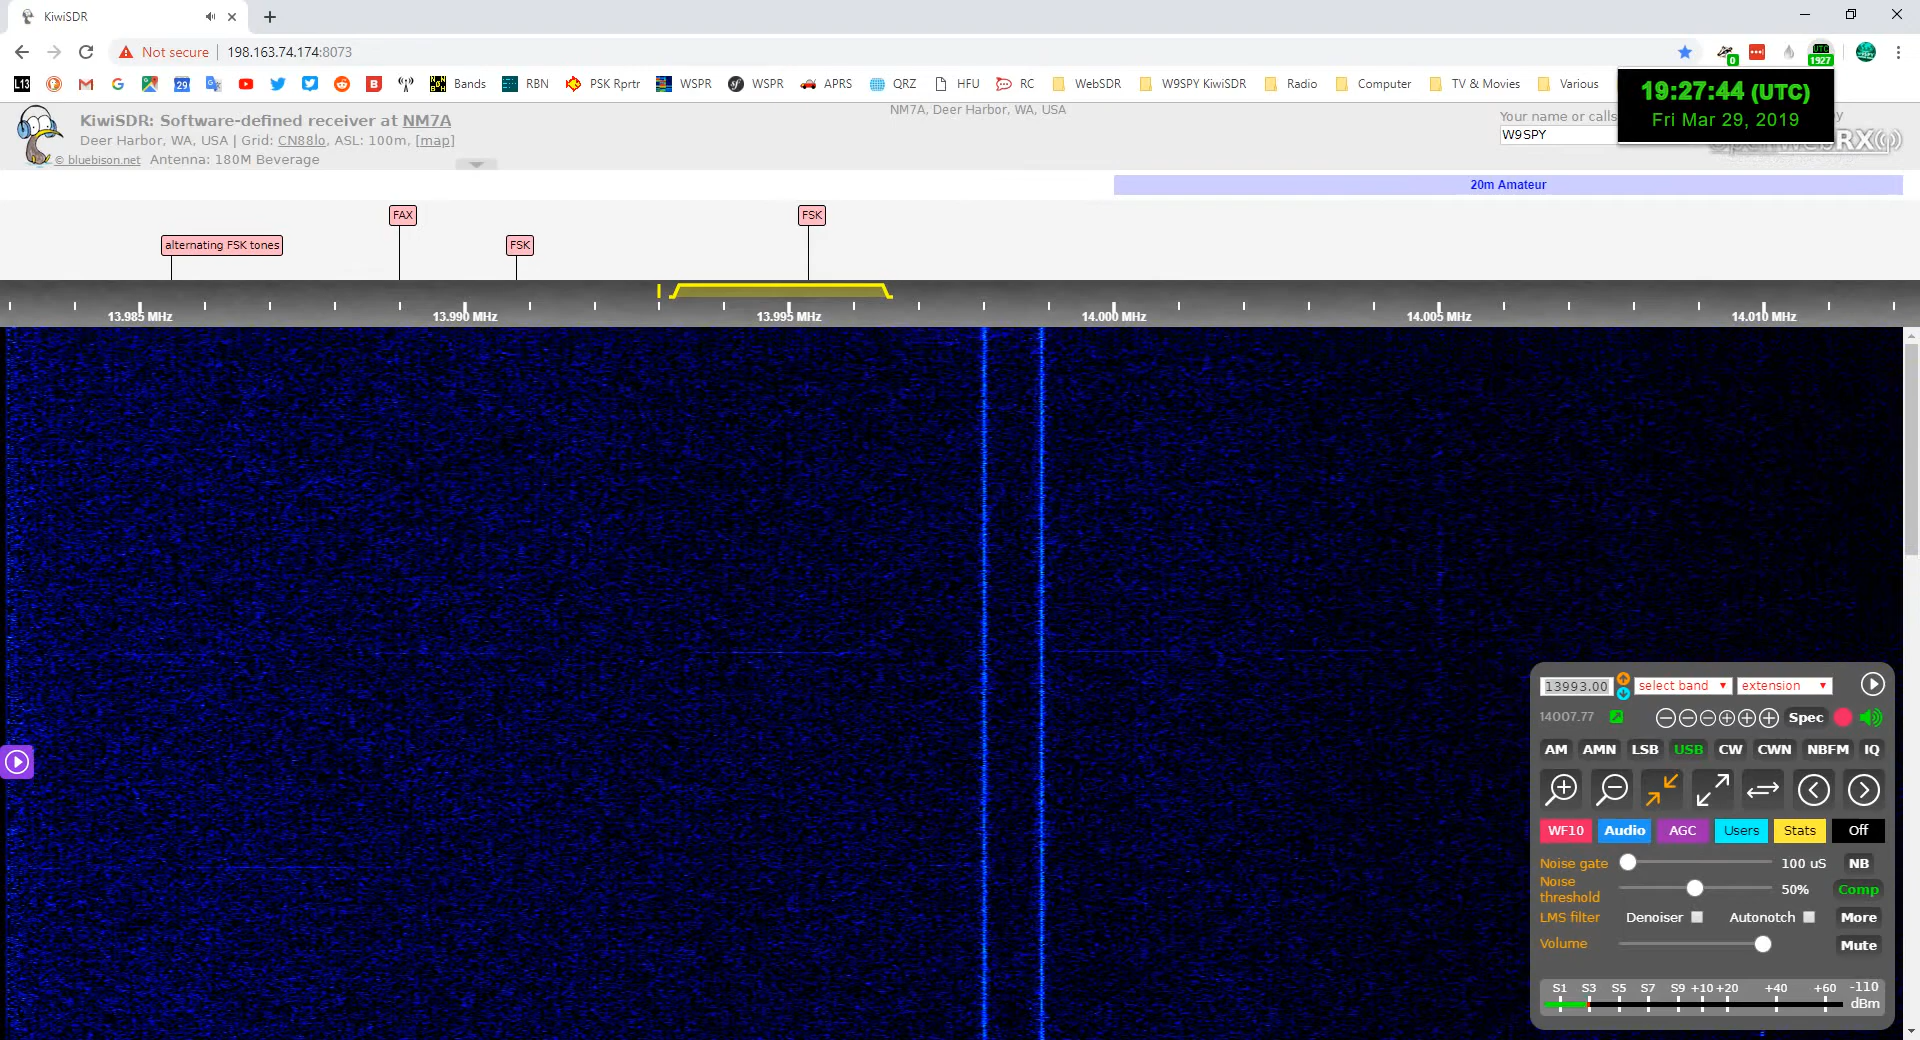 KiwiSDR
Not secure
198.163.74.174:8073
0
UTC
1927
L13
29
Bands
RBN
PSK Rprtr
WSPR
WSPR
APRS
QRZ
HFU
RC
WebSDR
W9SPY KiwiSDR
Radio
Computer
TV & Movies
Various
19:27:44 (UTC)
Fri Mar 29, 2019
KiwiSDR: Software-defined receiver at NM7A
Deer Harbor, WA, USA | Grid: CN88lo, ASL: 100m, [map]
© bluebison.net Antenna: 180M Beverage
NM7A, Deer Harbor, WA, USA
Your name or calls
W9SPY
RX
20m Amateur
FAX
FSK
alternating FSK tones
FSK
13.985 MHz
13.990 MHz
13.995 MHz
14.000 MHz
14.005 MHz
14.010 MHz
13993.00
select band
extension
14007.77
Spec
AM AMN LSB USB CW CWN NBFM IQ
WF10 Audio AGC Users Stats Off
Noise gate 100 uS NB
Noise threshold 50% Comp
LMS filter Denoiser Autonotch More
Volume Mute
S1 S3 S5 S7 S9 +10 +20 +40 +60 -110 dBm